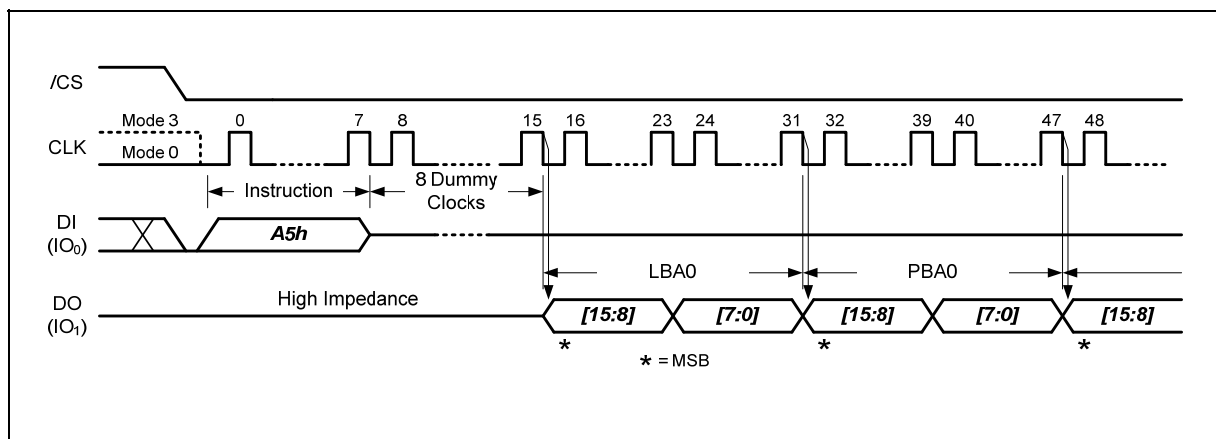 /CS
Mode 3
0 7 8 15 16 23 24 31 32 39 40 47 48
CLK
Mode 0
Instruction
8 Dummy
Clocks
DI
(IO₀)
A5h
LBA0 PBA0
DO
(IO₁)
High Impedance
[15:8] [7:0] [15:8] [7:0] [15:8]
* * *
* = MSB